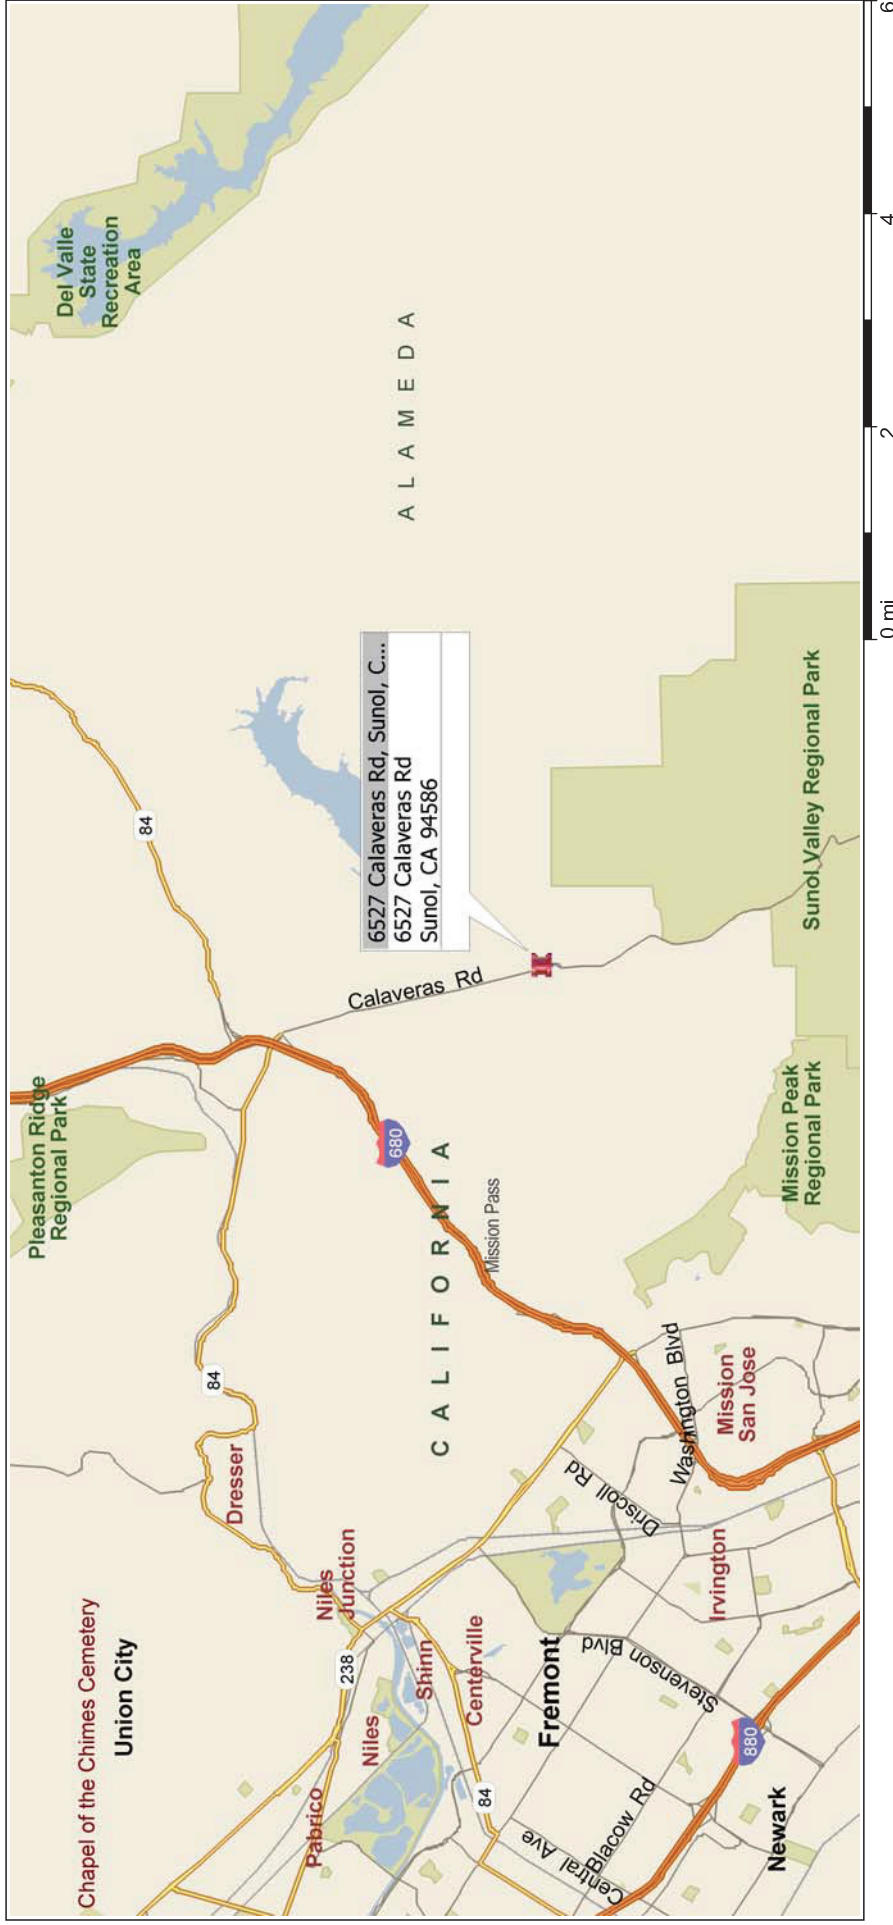 Chapel of the Chimes Cemetery
Union City
Pleasanton Ridge
Regional Park
Del Valle
State
Recreation
Area
84
84
Dresser
Niles
Junction
238
Pabrico
Niles
Shinn
Centerville
84
680
CALIFORNIA
ALAMEDA
Mission Pass
Calaveras Rd
6527 Calaveras Rd, Sunol, C...
6527 Calaveras Rd
Sunol, CA 94586
Fremont
Stevenson Blvd
Driscoll Rd
Washington Blvd
Central Ave
Blacow Rd
Irvington
Mission
San Jose
Mission Peak
Regional Park
Sunol Valley Regional Park
880
Newark
0 mi
2
4
6